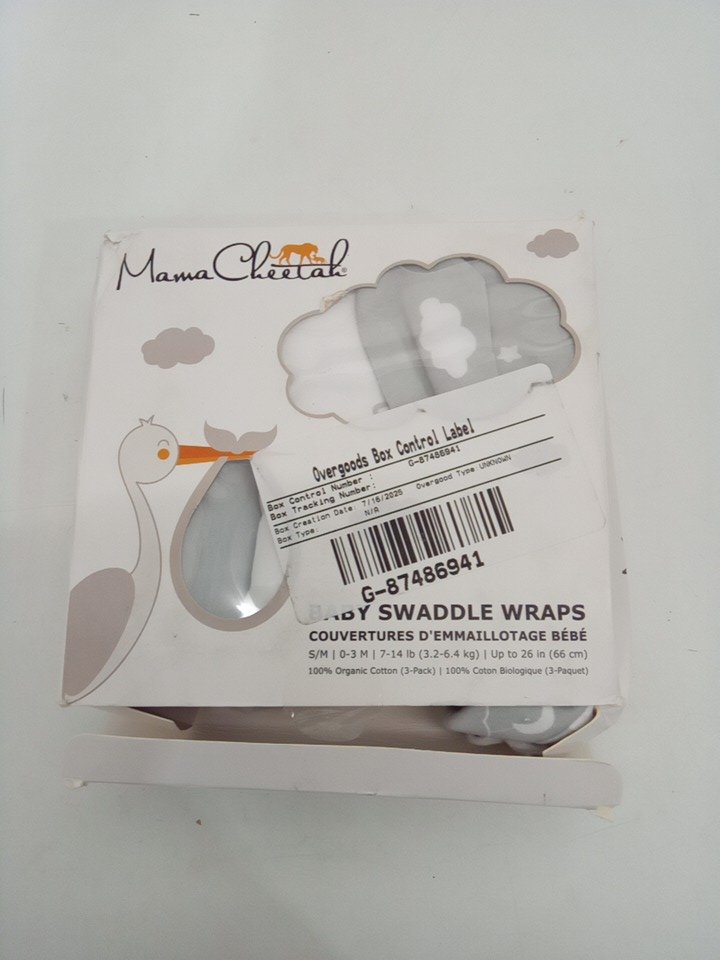 Mama Cheetah®
Overgoods Box Control Label
Box Control Number : G-87486941
Box Tracking Number:
Box Creation Date: 7/16/2025 Overgood Type: UNKNOWN
Box Type: N/A
G-87486941
BABY SWADDLE WRAPS
COUVERTURES D'EMMAILLOTAGE BÉBÉ
S/M | 0-3 M | 7-14 lb (3.2-6.4 kg) | Up to 26 in (66 cm)
100% Organic Cotton (3-Pack) | 100% Coton Biologique (3-Paquet)